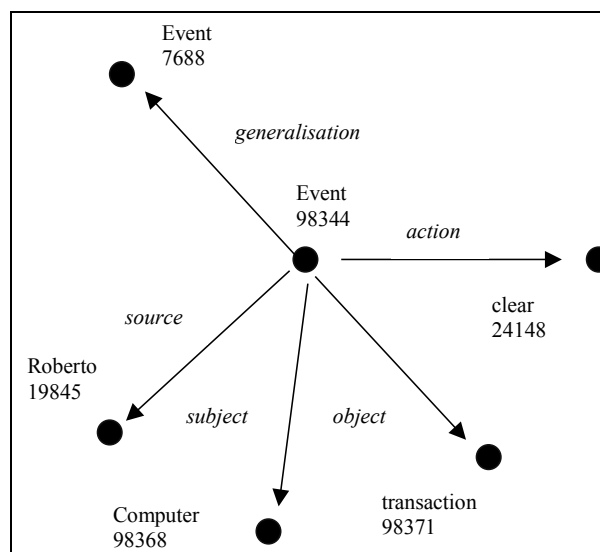 Event
7688
generalisation
Event
98344
action
clear
24148
source
Roberto
19845
subject
object
transaction
98371
Computer
98368